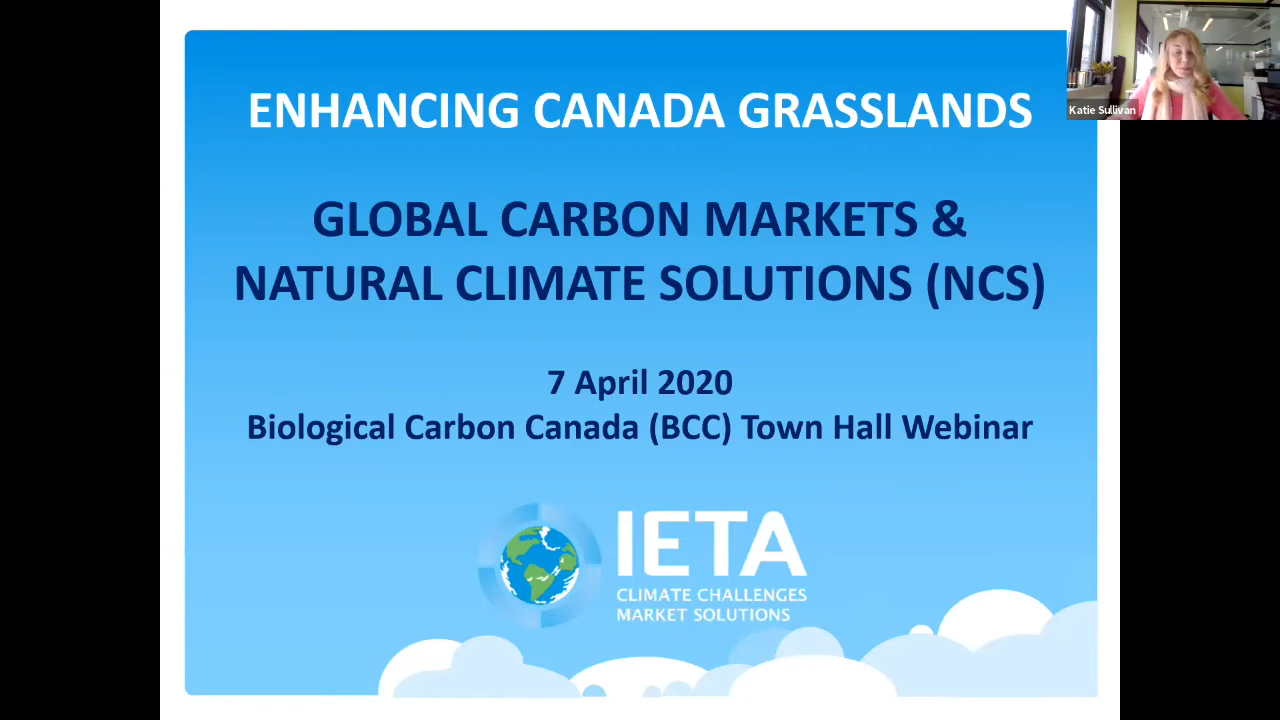 ENHANCING CANADA GRASSLANDS
GLOBAL CARBON MARKETS &
NATURAL CLIMATE SOLUTIONS (NCS)
7 April 2020
Biological Carbon Canada (BCC) Town Hall Webinar
IETA
CLIMATE CHALLENGES
MARKET SOLUTIONS
Katie Sullivan